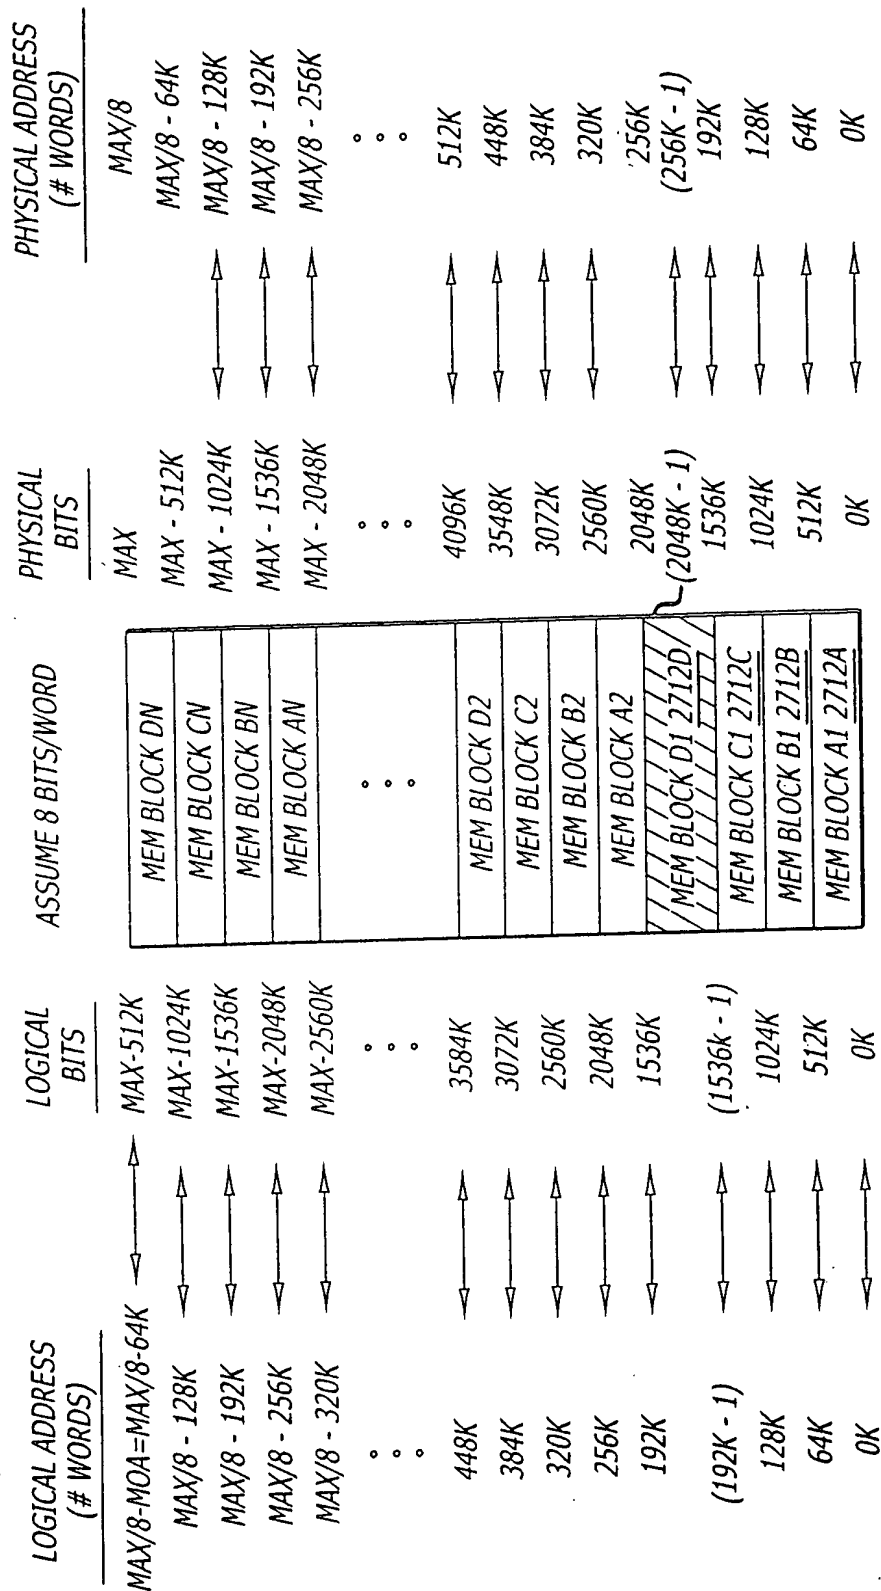 LOGICAL ADDRESS
(# WORDS)
MAX/8-MOA=MAX/8-64K
MAX/8 - 128K
MAX/8 - 192K
MAX/8 - 256K
MAX/8 - 320K
448K
384K
320K
256K
192K
(192K - 1)
128K
64K
0K
LOGICAL
BITS
MAX-512K
MAX-1024K
MAX-1536K
MAX-2048K
MAX-2560K
3584K
3072K
2560K
2048K
1536K
(1536k - 1)
1024K
512K
0K
ASSUME 8 BITS/WORD
MEM BLOCK DN
MEM BLOCK CN
MEM BLOCK BN
MEM BLOCK AN
MEM BLOCK D2
MEM BLOCK C2
MEM BLOCK B2
MEM BLOCK A2
MEM BLOCK D1 2712D
MEM BLOCK C1 2712C
MEM BLOCK B1 2712B
MEM BLOCK A1 2712A
PHYSICAL
BITS
MAX
MAX - 512K
MAX - 1024K
MAX - 1536K
MAX - 2048K
4096K
3548K
3072K
2560K
2048K
(2048K - 1)
1536K
1024K
512K
0K
PHYSICAL ADDRESS
(# WORDS)
MAX/8
MAX/8 - 64K
MAX/8 - 128K
MAX/8 - 192K
MAX/8 - 256K
512K
448K
384K
320K
256K
(256K - 1)
192K
128K
64K
0K